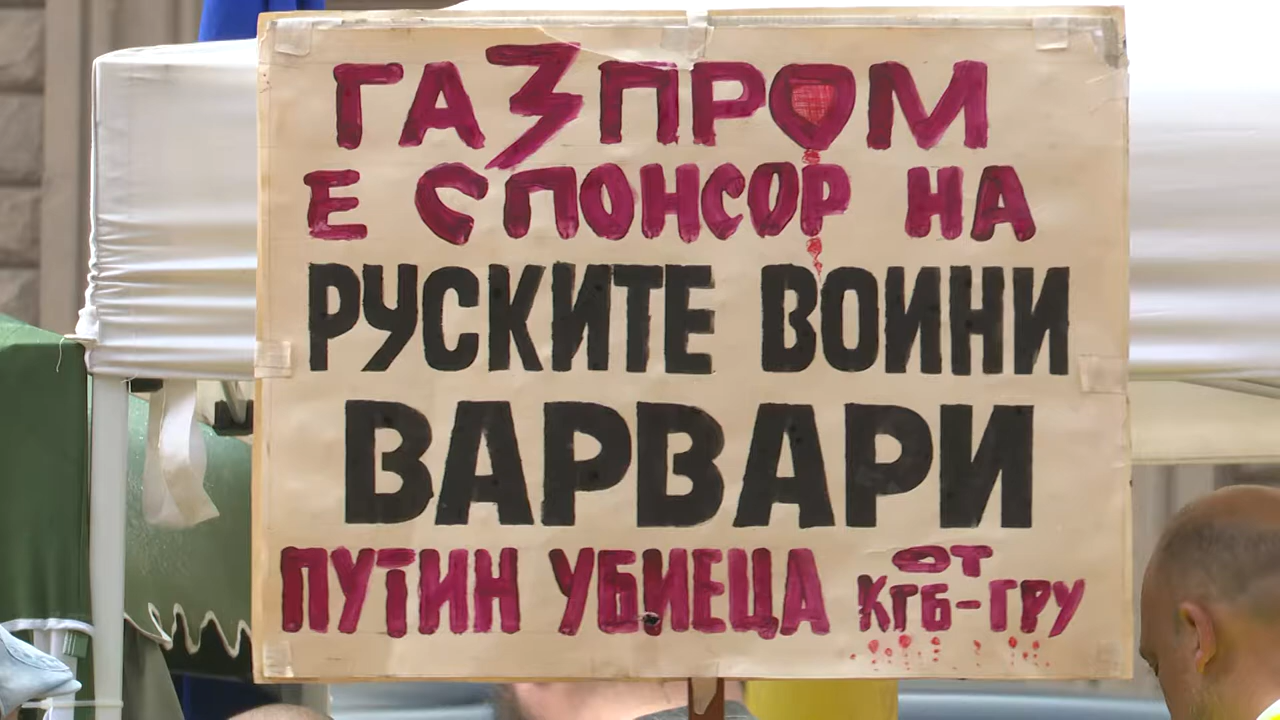 ГАЗПРОМ
Е СПОНСОР НА
РУСКИТЕ ВОИНИ
ВАРВАРИ
ПУТИН УБИЕЦА ОТ
КГБ-ГРУ